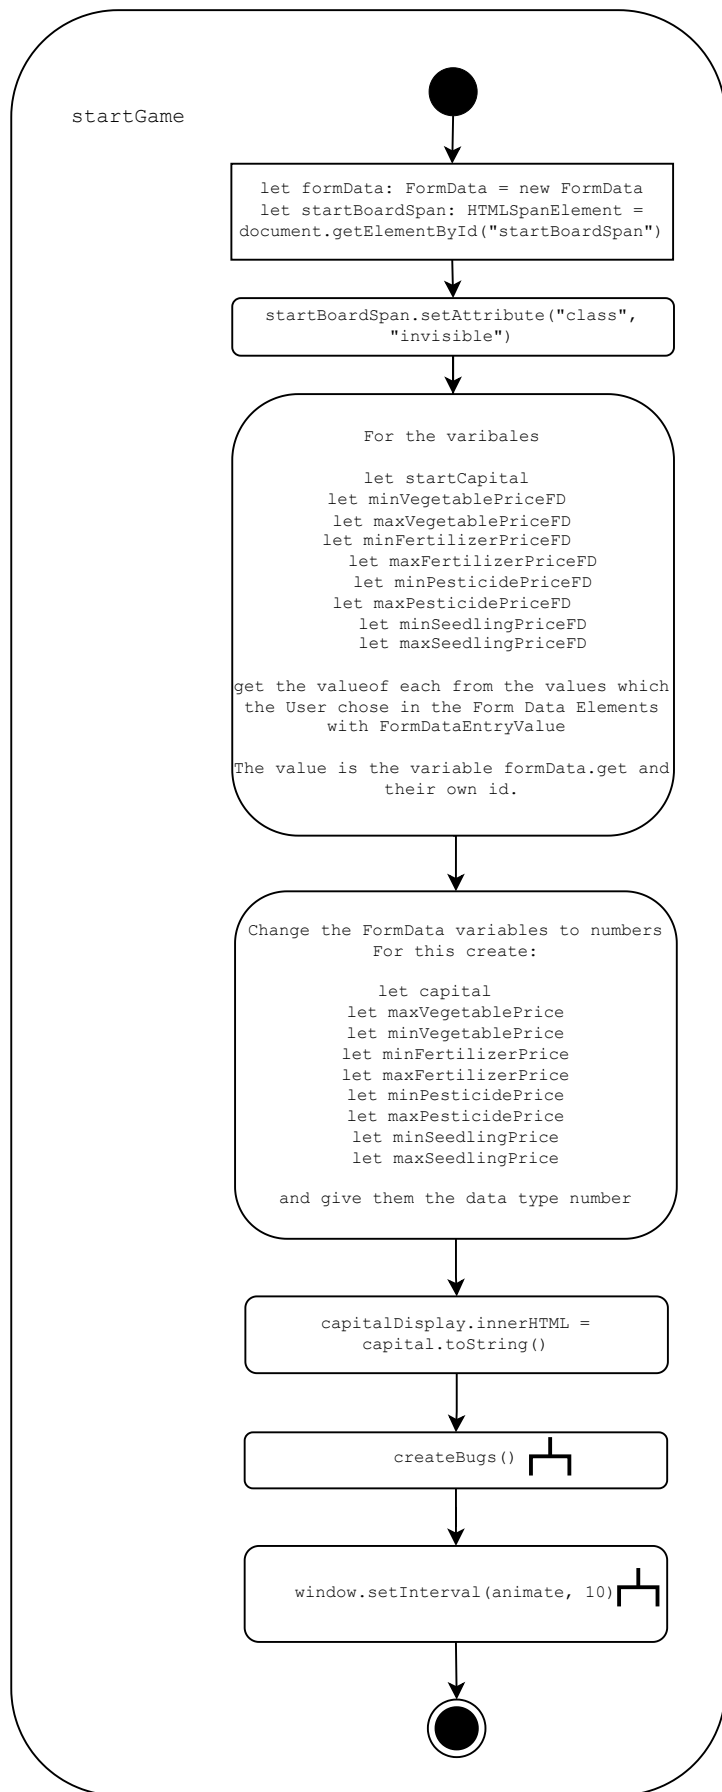 startGame
let formData: FormData = new FormData
let startBoardSpan: HTMLSpanElement =
document.getElementById("startBoardSpan")
startBoardSpan.setAttribute("class",
"invisible")
For the varibales
let startCapital
let minVegetablePriceFD
let maxVegetablePriceFD
let minFertilizerPriceFD
let maxFertilizerPriceFD
let minPesticidePriceFD
let maxPesticidePriceFD
let minSeedlingPriceFD
let maxSeedlingPriceFD
get the valueof each from the values which
the User chose in the Form Data Elements
with FormDataEntryValue
The value is the variable formData.get and
their own id.
Change the FormData variables to numbers
For this create:
let capital
let maxVegetablePrice
let minVegetablePrice
let minFertilizerPrice
let maxFertilizerPrice
let minPesticidePrice
let maxPesticidePrice
let minSeedlingPrice
let maxSeedlingPrice
and give them the data type number
capitalDisplay.innerHTML =
capital.toString()
createBugs()
window.setInterval(animate, 10)